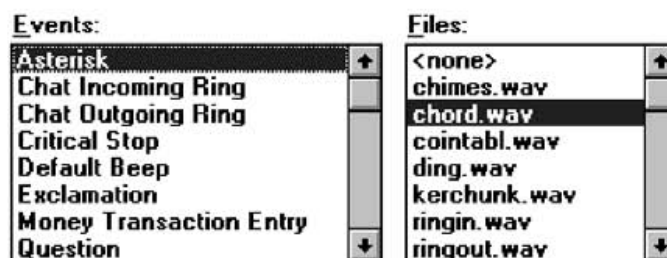 Events:
Asterisk
Chat Incoming Ring
Chat Outgoing Ring
Critical Stop
Default Beep
Exclamation
Money Transaction Entry
Question
Files:
<none>
chimes.wav
chord.wav
cointabl.wav
ding.wav
kerchunk.wav
ringin.wav
ringout.wav